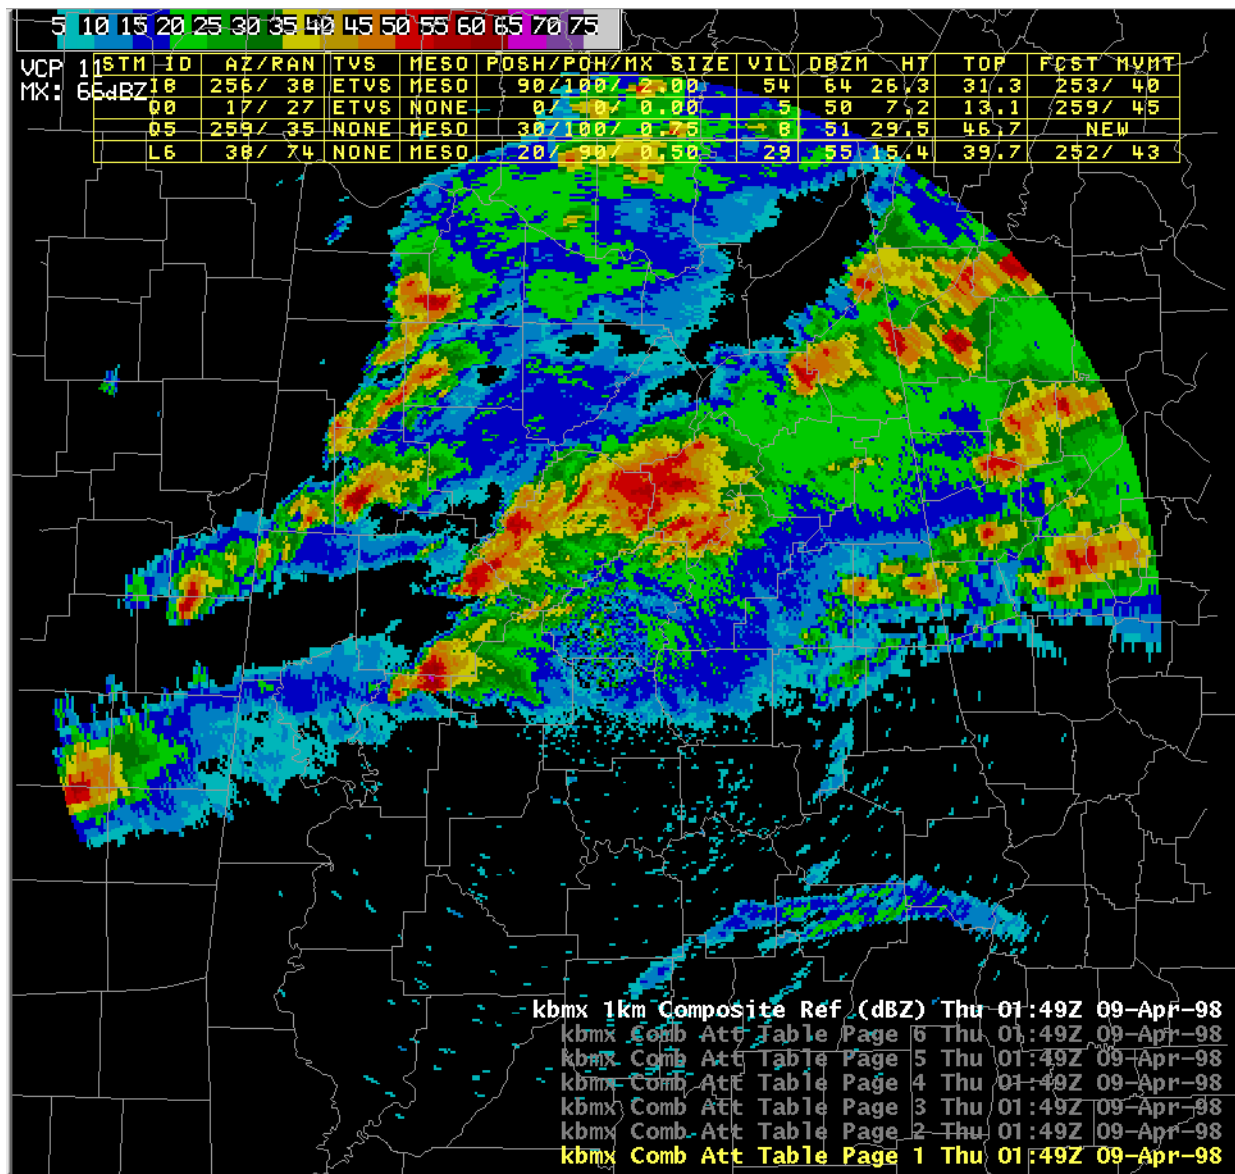 5 10 15 20 25 30 35 40 45 50 55 60 65 70 75
VCP 11
MX: 66dBZ
STM ID AZ/RAN TVS MESO POSH/POH/MX SIZE VIL DBZM HT TOP FCST MVMT
I8 256/ 38 ETVS MESO 90/100/ .00 54 64 26.3 31.3 253/ 40
Q0 17/ 27 ETVS NONE 0/ 0/ 0.00 5 50 7.2 13.1 259/ 45
Q5 259/ 35 NONE MESO 30/100/ 0.75 8 51 29.5 46.7 NEW
L6 38/ 74 NONE MESO 20/ 90/ 0.50 29 55 15.4 39.7 252/ 43
kbmx 1km Composite Ref (dBZ) Thu 01:49Z 09-Apr-98
kbmx Comb Att Table Page 6 Thu 01:49Z 09-Apr-98
kbmx Comb Att Table Page 5 Thu 01:49Z 09-Apr-98
kbmx Comb Att Table Page 4 Thu 01:49Z 09-Apr-98
kbmx Comb Att Table Page 3 Thu 01:49Z 09-Apr-98
kbmx Comb Att Table Page 2 Thu 01:49Z 09-Apr-98
kbmx Comb Att Table Page 1 Thu 01:49Z 09-Apr-98